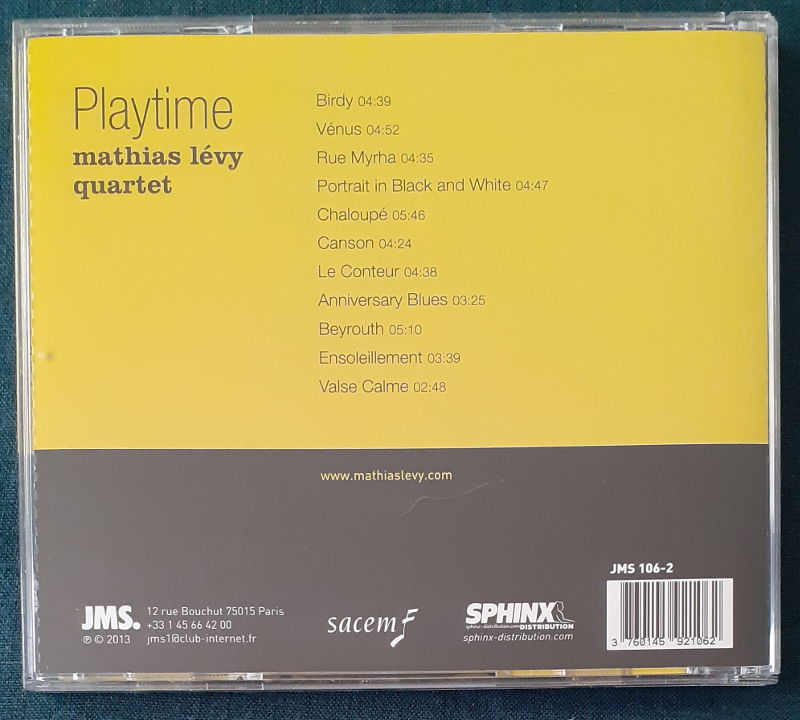 Playtime
mathias lévy
quartet
Birdy 04:39
Vénus 04:52
Rue Myrha 04:35
Portrait in Black and White 04:47
Chaloupé 05:46
Canson 04:24
Le Conteur 04:38
Anniversary Blues 03:25
Beyrouth 05:10
Ensoleillement 03:39
Valse Calme 02:48
www.mathiaslevy.com
JMS.
℗ © 2013
12 rue Bouchut 75015 Paris
+33 1 45 66 42 00
jms1@club-internet.fr
sacem
SPHINX
sphinx-distribution.com DISTRIBUTION
sphinx-distribution.com
JMS 106-2
3 760145 921062